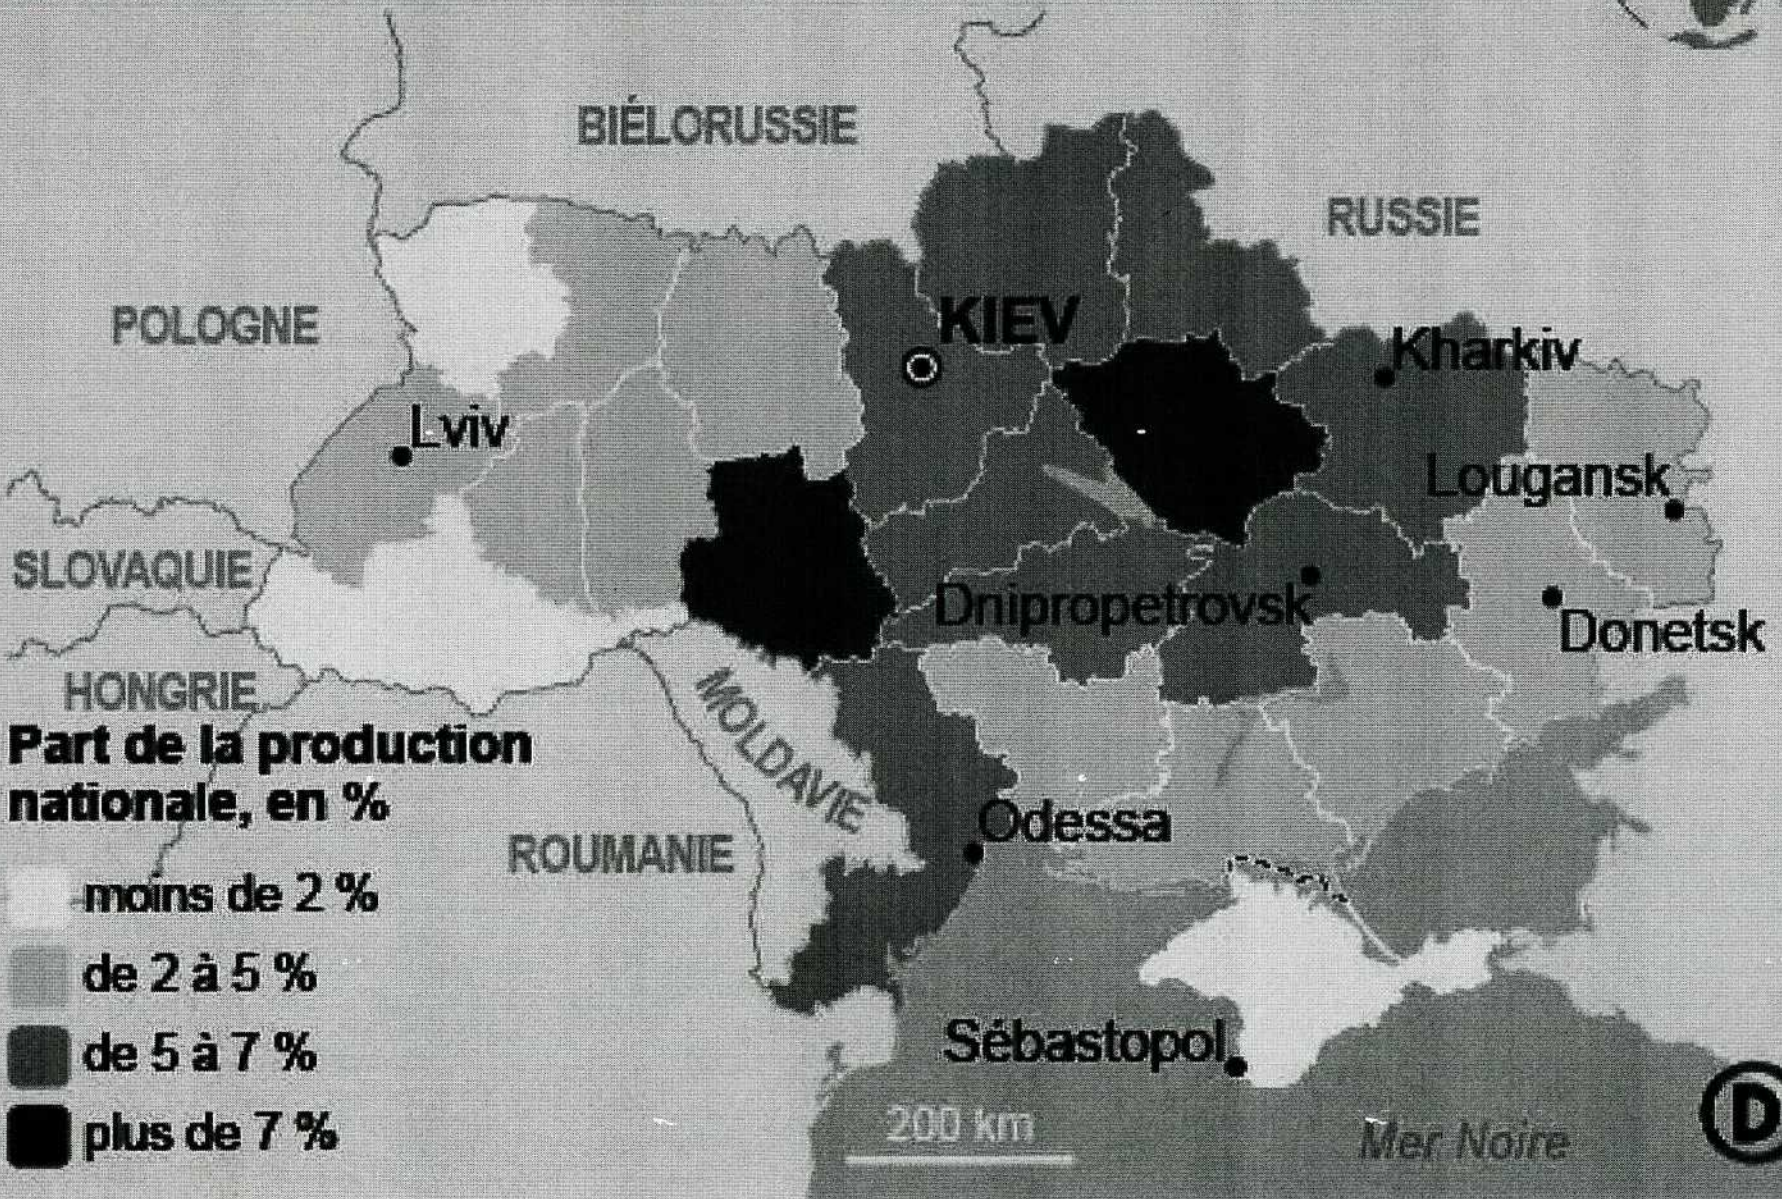 BIÉLORUSSIE
RUSSIE
POLOGNE
KIEV
Kharkiv
Lviv
Lougansk
SLOVAQUIE
Dnipropetrovsk
Donetsk
HONGRIE
MOLDAVIE
Part de la production
nationale, en %
Odessa
ROUMANIE
moins de 2 %
de 2 à 5 %
de 5 à 7 %
plus de 7 %
Sébastopol
200 km
Mer Noire
D